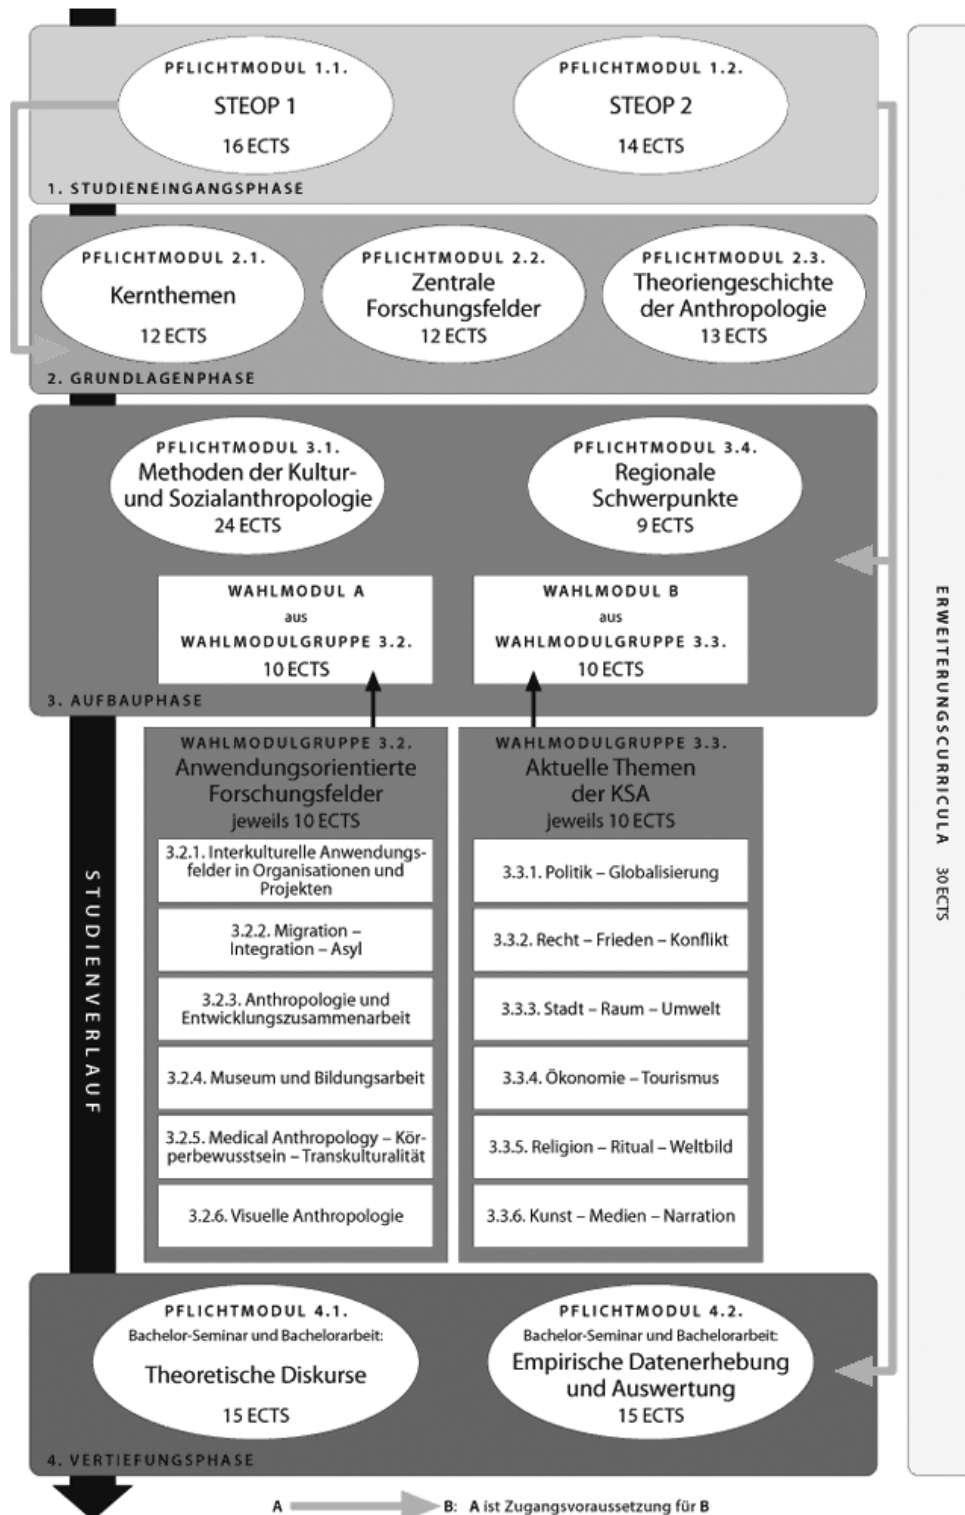 PFLICHTMODUL 1.1.
STEOP 1
16 ECTS
PFLICHTMODUL 1.2.
STEOP 2
14 ECTS
1. STUDIENEINGANGSPHASE
PFLICHTMODUL 2.1.
Kernthemen
12 ECTS
PFLICHTMODUL 2.2.
Zentrale
Forschungsfelder
12 ECTS
PFLICHTMODUL 2.3.
Theoriengeschichte
der Anthropologie
13 ECTS
2. GRUNDLAGENPHASE
PFLICHTMODUL 3.1.
Methoden der Kultur-
und Sozialanthropologie
24 ECTS
PFLICHTMODUL 3.4.
Regionale
Schwerpunkte
9 ECTS
WAHLMODUL A
aus
WAHLMODULGRUPPE 3.2.
10 ECTS
WAHLMODUL B
aus
WAHLMODULGRUPPE 3.3.
10 ECTS
3. AUFBAUPHASE
WAHLMODULGRUPPE 3.2.
Anwendungsorientierte
Forschungsfelder
jeweils 10 ECTS
3.2.1. Interkulturelle Anwendungs-
felder in Organisationen und
Projekten
3.2.2. Migration –
Integration – Asyl
3.2.3. Anthropologie und
Entwicklungszusammenarbeit
3.2.4. Museum und Bildungsarbeit
3.2.5. Medical Anthropology – Kör-
perbewusstsein – Transkulturalität
3.2.6. Visuelle Anthropologie
WAHLMODULGRUPPE 3.3.
Aktuelle Themen
der KSA
jeweils 10 ECTS
3.3.1. Politik – Globalisierung
3.3.2. Recht – Frieden – Konflikt
3.3.3. Stadt – Raum – Umwelt
3.3.4. Ökonomie – Tourismus
3.3.5. Religion – Ritual – Weltbild
3.3.6. Kunst – Medien – Narration
STUDIENVERLAUF
PFLICHTMODUL 4.1.
Bachelor-Seminar und Bachelorarbeit:
Theoretische Diskurse
15 ECTS
PFLICHTMODUL 4.2.
Bachelor-Seminar und Bachelorarbeit:
Empirische Datenerhebung
und Auswertung
15 ECTS
4. VERTIEFUNGSPHASE
ERWEITERUNGSCURRICULA 30 ECTS
A B: A ist Zugangsvoraussetzung für B